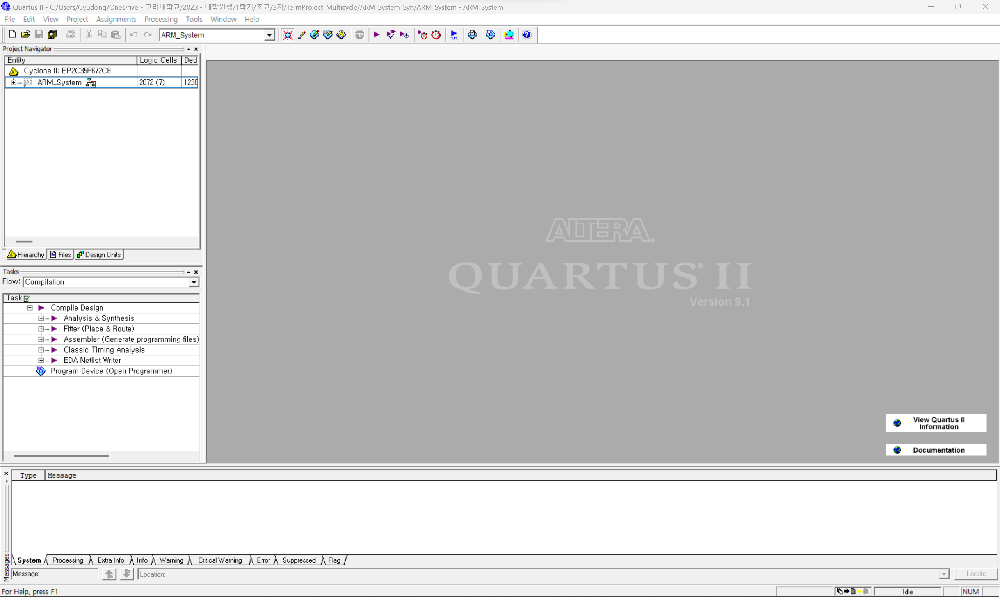 Quartus II - C:/Users/Gyudong/OneDrive - 고려대학교/2023~ 대학원생/1학기/조교/2차/TermProject_Multicycle/ARM_System_Syn/ARM_System - ARM_System
File Edit View Project Assignments Processing Tools Window Help
ARM_System
STOP
Project Navigator
Entity Logic Cells Ded
Cyclone II: EP2C35F672C6
abd ARM_System 2072 (7) 1236
Hierarchy Files Design Units
Tasks
Flow: Compilation
Task
Compile Design
Analysis & Synthesis
Fitter (Place & Route)
Assembler (Generate programming files)
Classic Timing Analysis
EDA Netlist Writer
Program Device (Open Programmer)
ALTERA
QUARTUS® II
Version 9.1
View Quartus II
Information
Documentation
Type Message
System Processing Extra Info Info Warning Critical Warning Error Suppressed Flag
Messages
Message: Location: Locate
For Help, press F1 Idle NUM